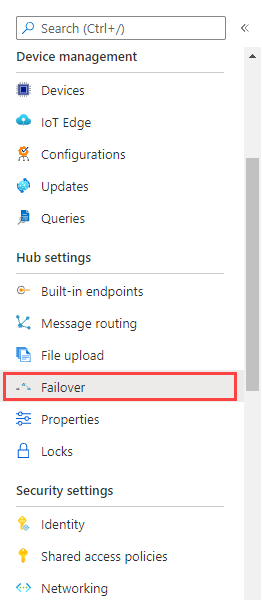 Search (Ctrl+/)
Device management
Devices
IoT Edge
Configurations
Updates
Queries
Hub settings
Built-in endpoints
Message routing
File upload
Failover
Properties
Locks
Security settings
Identity
Shared access policies
Networking